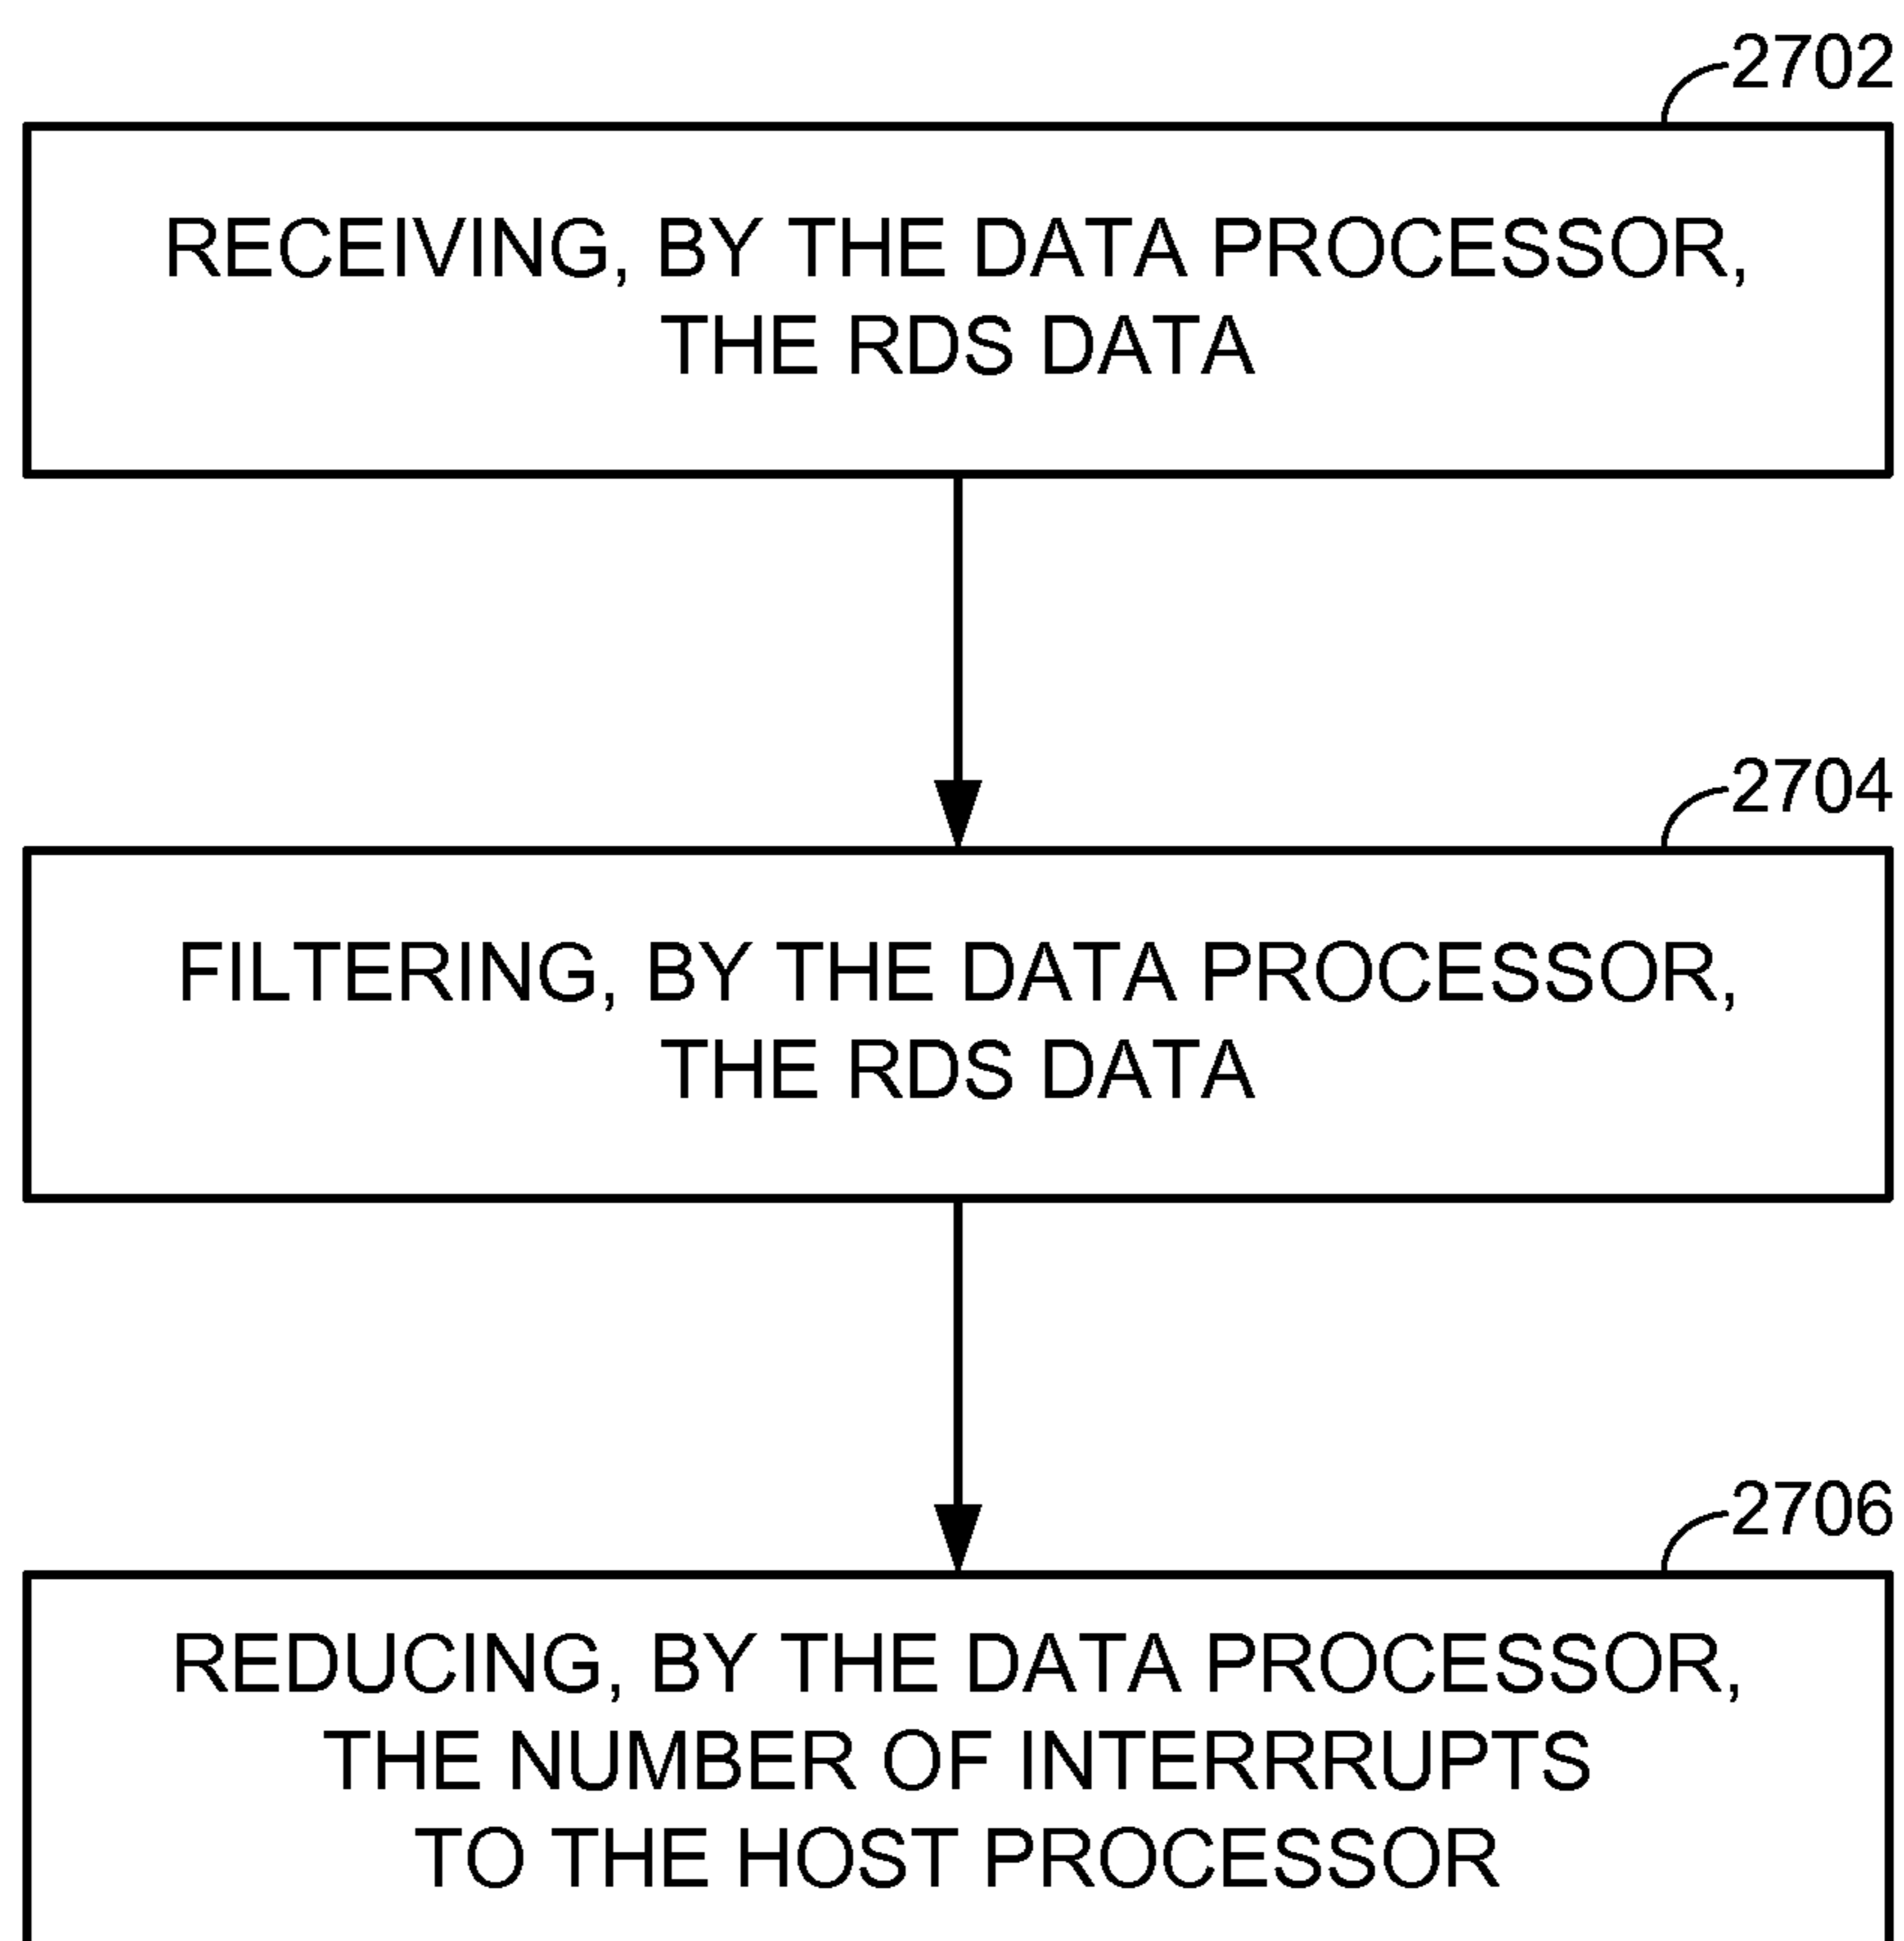 2702
RECEIVING, BY THE DATA PROCESSOR,
THE RDS DATA
2704
FILTERING, BY THE DATA PROCESSOR,
THE RDS DATA
2706
REDUCING, BY THE DATA PROCESSOR,
THE NUMBER OF INTERRRUPTS
TO THE HOST PROCESSOR